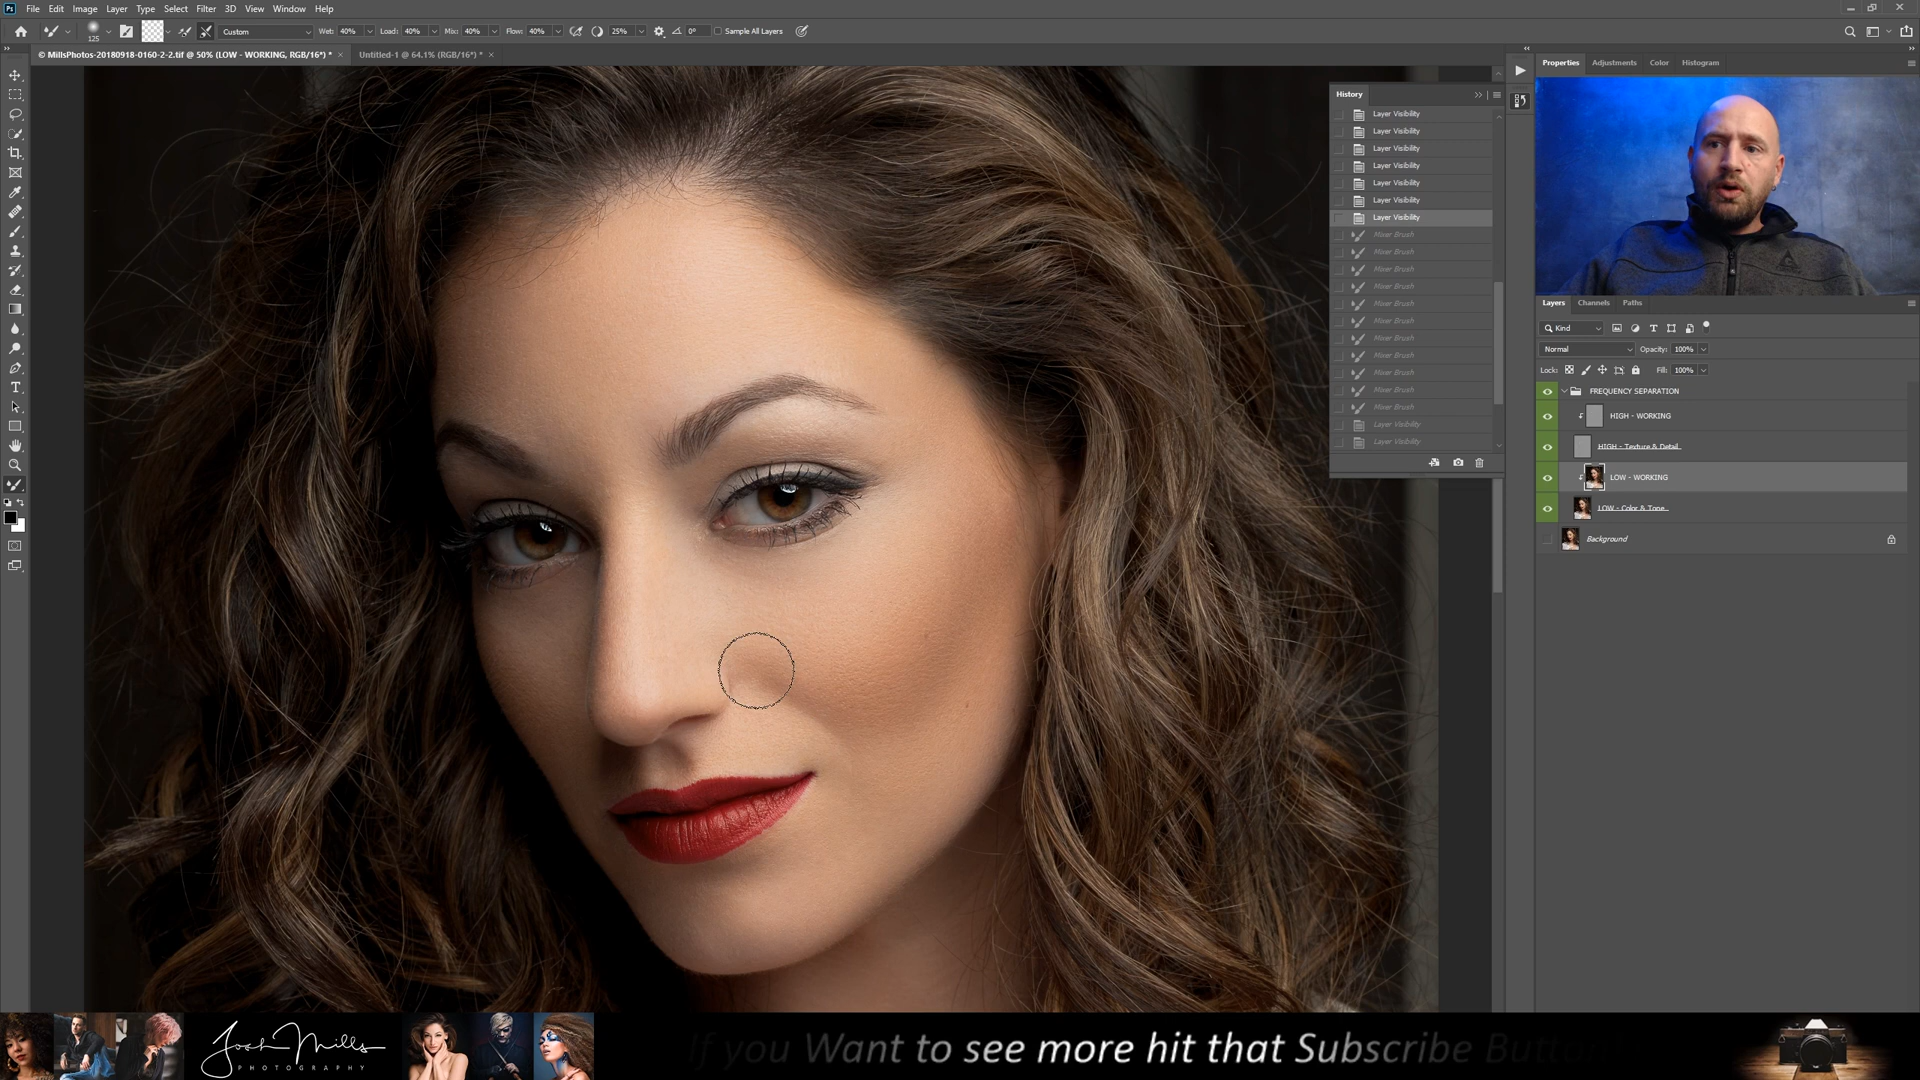 Ps File Edit Image Layer Type Select Filter 3D View Window Help
125 Custom Wet: 40% Load: 40% Mix: 40% Flow: 40% 25% 0° Sample All Layers
© MillsPhotos-20180918-0160-2-2.tif @ 50% (LOW - WORKING, RGB/16*) * × Untitled-1 @ 64.1% (RGB/16*) * ×
History
Layer Visibility
Layer Visibility
Layer Visibility
Layer Visibility
Layer Visibility
Layer Visibility
Layer Visibility
Mixer Brush
Mixer Brush
Mixer Brush
Mixer Brush
Mixer Brush
Mixer Brush
Mixer Brush
Mixer Brush
Mixer Brush
Mixer Brush
Mixer Brush
Layer Visibility
Layer Visibility
Properties Adjustments Color Histogram
Layers Channels Paths
Kind
Normal Opacity: 100%
Lock: Fill: 100%
FREQUENCY SEPARATION
HIGH - WORKING
HIGH - Texture & Detail
LOW - WORKING
LOW - Color & Tone
Background
Josh Mills
PHOTOGRAPHY
If you Want to see more hit that Subscribe Button